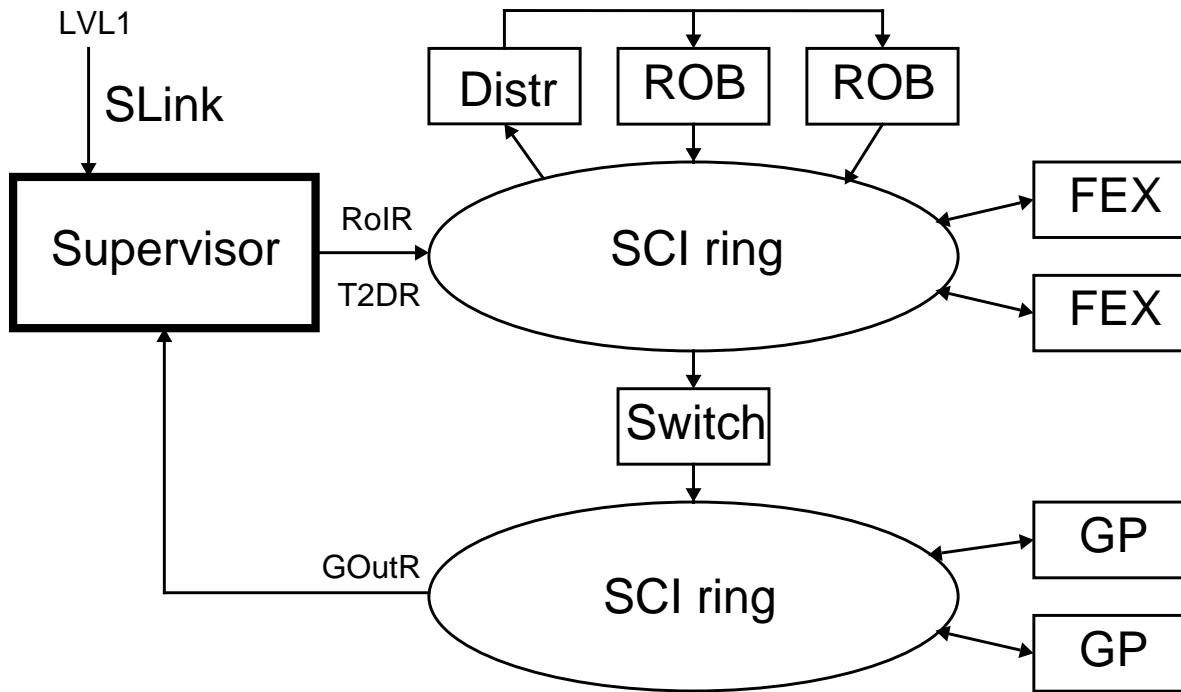 LVL1
SLink
Distr
ROB
ROB
FEX
Supervisor
RoIR
T2DR
SCI ring
FEX
Switch
GOutR
SCI ring
GP
GP